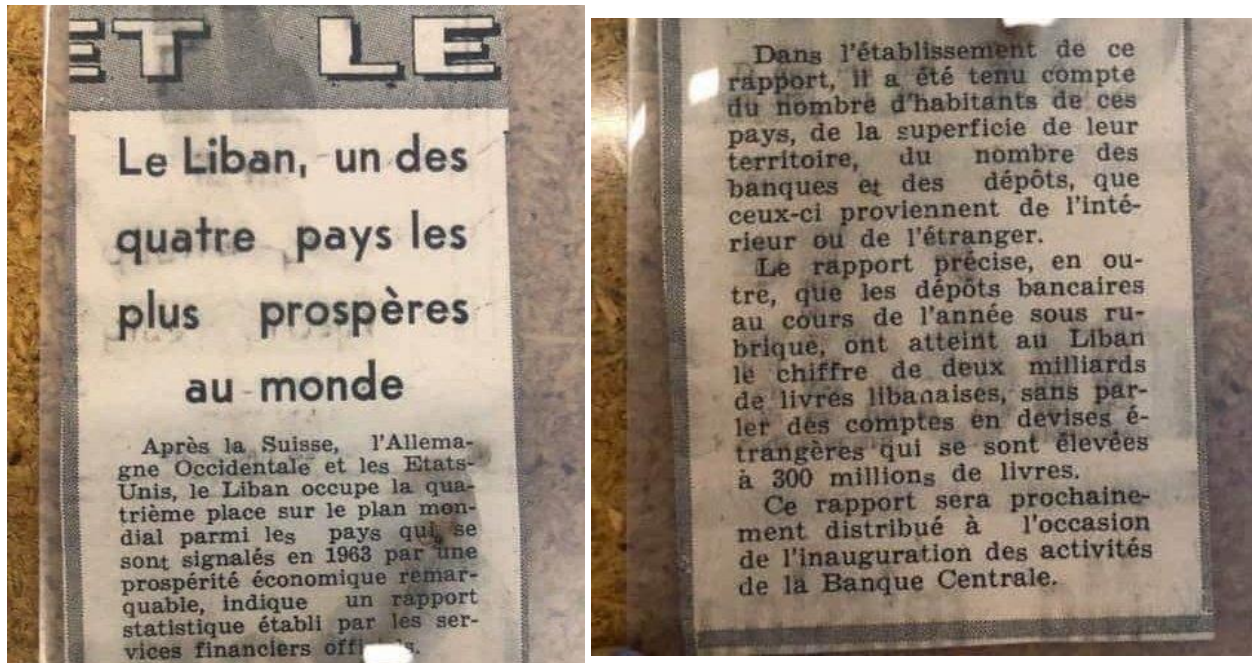 ET LE
Le Liban, un des
quatre pays les
plus prospères
au monde
Après la Suisse, l'Allema-
gne Occidentale et les Etats-
Unis, le Liban occupe la qua-
trième place sur le plan mon-
dial parmi les pays qui se
sont signalés en 1963 par une
prospérité économique remar-
quable, indique un rapport
statistique établi par les ser-
vices financiers officiels.
Dans l'établissement de ce
rapport, il a été tenu compte
du nombre d'habitants de ces
pays, de la superficie de leur
territoire, du nombre des
banques et des dépôts, que
ceux-ci proviennent de l'inté-
rieur ou de l'étranger.
Le rapport précise, en ou-
tre, que les dépôts bancaires
au cours de l'année sous ru-
brique, ont atteint au Liban
le chiffre de deux milliards
de livres libanaises, sans par-
ler des comptes en devises é-
trangères qui se sont élevées
à 300 millions de livres.
Ce rapport sera prochaine-
ment distribué à l'occasion
de l'inauguration des activités
de la Banque Centrale.